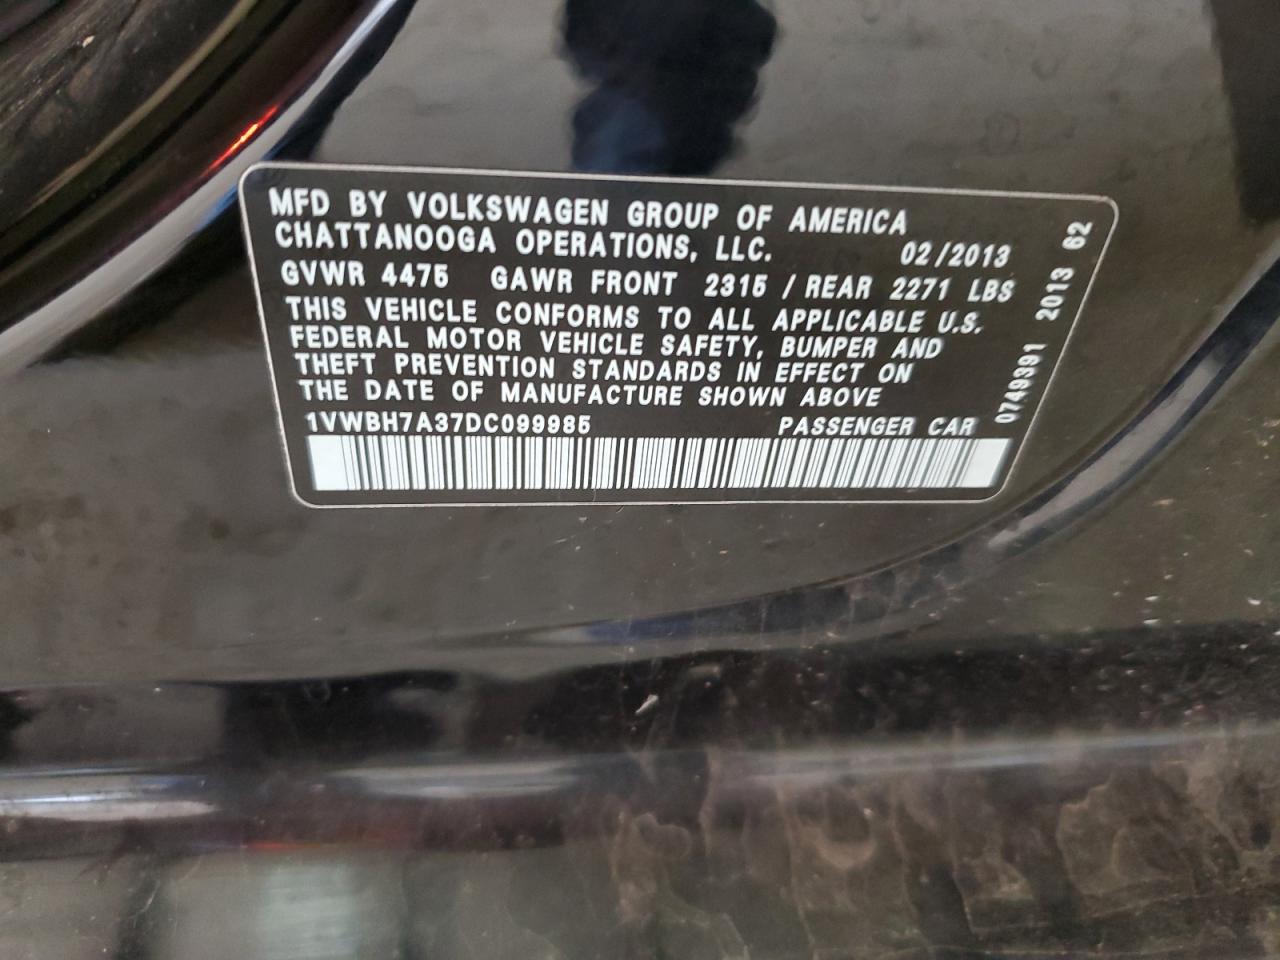 MFD BY VOLKSWAGEN GROUP OF AMERICA
CHATTANOOGA OPERATIONS, LLC. 02/2013
GVWR 4475 GAWR FRONT 2315 / REAR 2271 LBS
THIS VEHICLE CONFORMS TO ALL APPLICABLE U.S.
FEDERAL MOTOR VEHICLE SAFETY, BUMPER AND
THEFT PREVENTION STANDARDS IN EFFECT ON
THE DATE OF MANUFACTURE SHOWN ABOVE
1VWBH7A37DC099985 PASSENGER CAR
0749391 2013 62